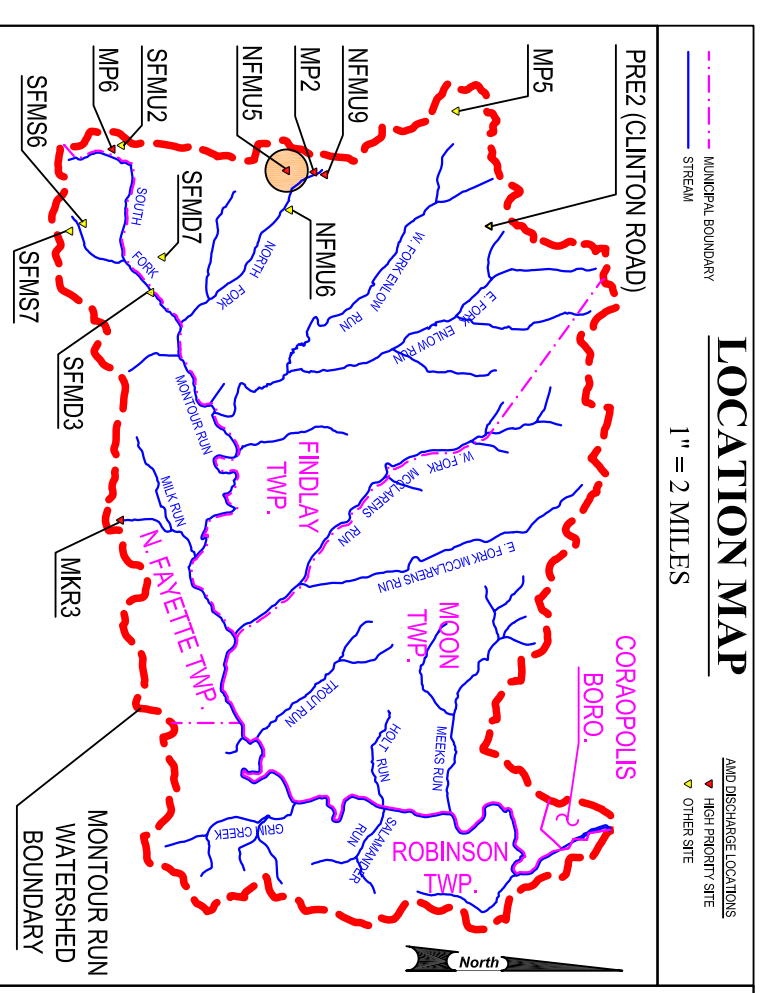 LOCATION MAP
1" = 2 MILES
MUNICIPAL BOUNDARY
STREAM
AMD DISCHARGE LOCATIONS
HIGH PRIORITY SITE
OTHER SITE
PRE2 (CLINTON ROAD)
MP5
NFMU9
MP2
NFMU5
NFMU6
SFMU2
MP6
SFMS6
SFMS7
SFMD7
SFMD3
MKR3
W. FORK ENLOW
RUN
E. FORK
ENLOW RUN
NORTH
FORK
SOUTH
FORK
MONTOUR RUN
MILK RUN
FINDLAY
TWP.
N. FAYETTE TWP.
W. FORK
MCCLARENS
RUN
E. FORK MCCLARENS RUN
MOON
TWP.
CORAOPOLIS
BORO.
MEEKS RUN
TROUT RUN
HOLT
RUN
SALAMANDER
RUN
GRIM CREEK
ROBINSON
TWP.
MONTOUR RUN
WATERSHED
BOUNDARY
North